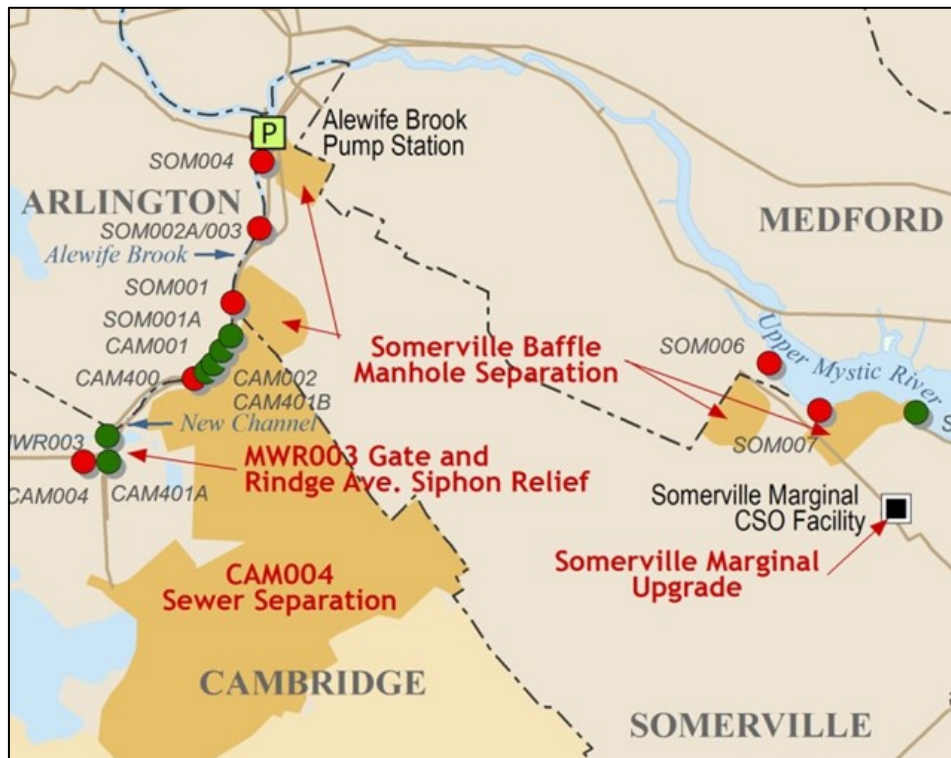 P
Alewife Brook
Pump Station
SOM004
ARLINGTON
SOM002A/003
Alewife Brook
MEDFORD
SOM001
SOM001A
CAM001
CAM400
CAM002
CAM401B
New Channel
Somerville Baffle
Manhole Separation
SOM006
Upper Mystic River
SOM007
S
MWR003
CAM004
CAM401A
MWR003 Gate and
Rindge Ave. Siphon Relief
Somerville Marginal
CSO Facility
CAM004
Sewer Separation
Somerville Marginal
Upgrade
CAMBRIDGE
SOMERVILLE